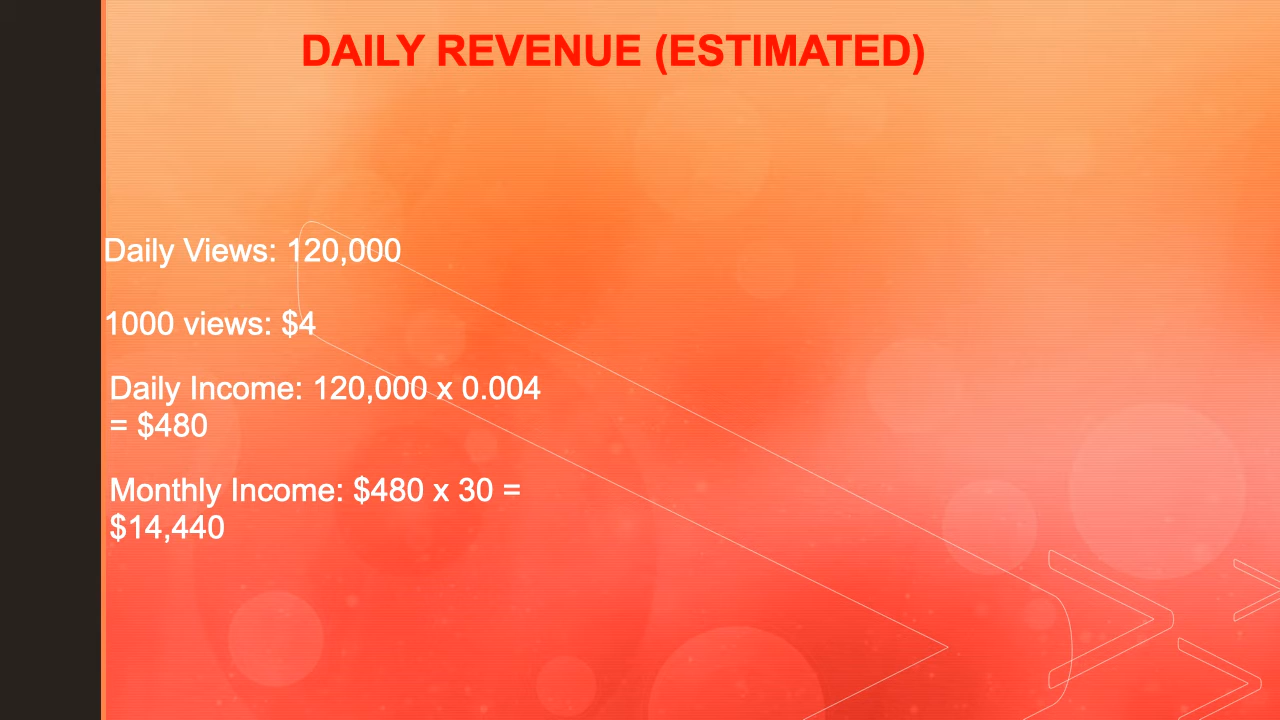 DAILY REVENUE (ESTIMATED)
Daily Views: 120,000
1000 views: $4
Daily Income: 120,000 x 0.004
= $480
Monthly Income: $480 x 30 =
$14,440